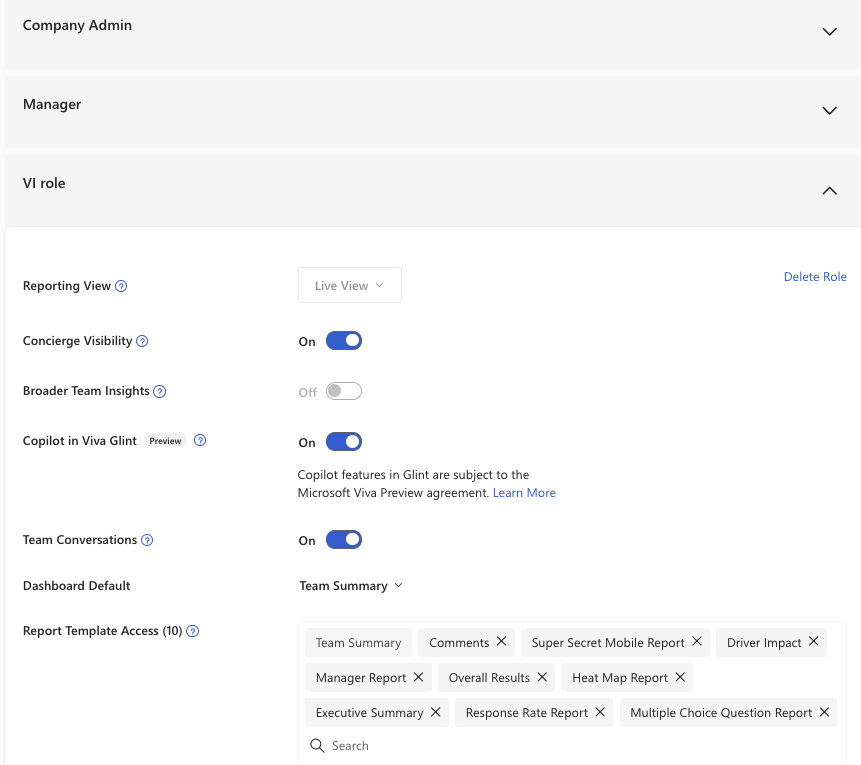 Company Admin
Manager
VI role
Reporting View ? Live View Delete Role
Concierge Visibility ? On
Broader Team Insights ? Off
Copilot in Viva Glint Preview ? On
Copilot features in Glint are subject to the
Microsoft Viva Preview agreement. Learn More
Team Conversations ? On
Dashboard Default Team Summary
Report Template Access (10) ? Team Summary Comments Super Secret Mobile Report Driver Impact
Manager Report Overall Results Heat Map Report
Executive Summary Response Rate Report Multiple Choice Question Report
Search